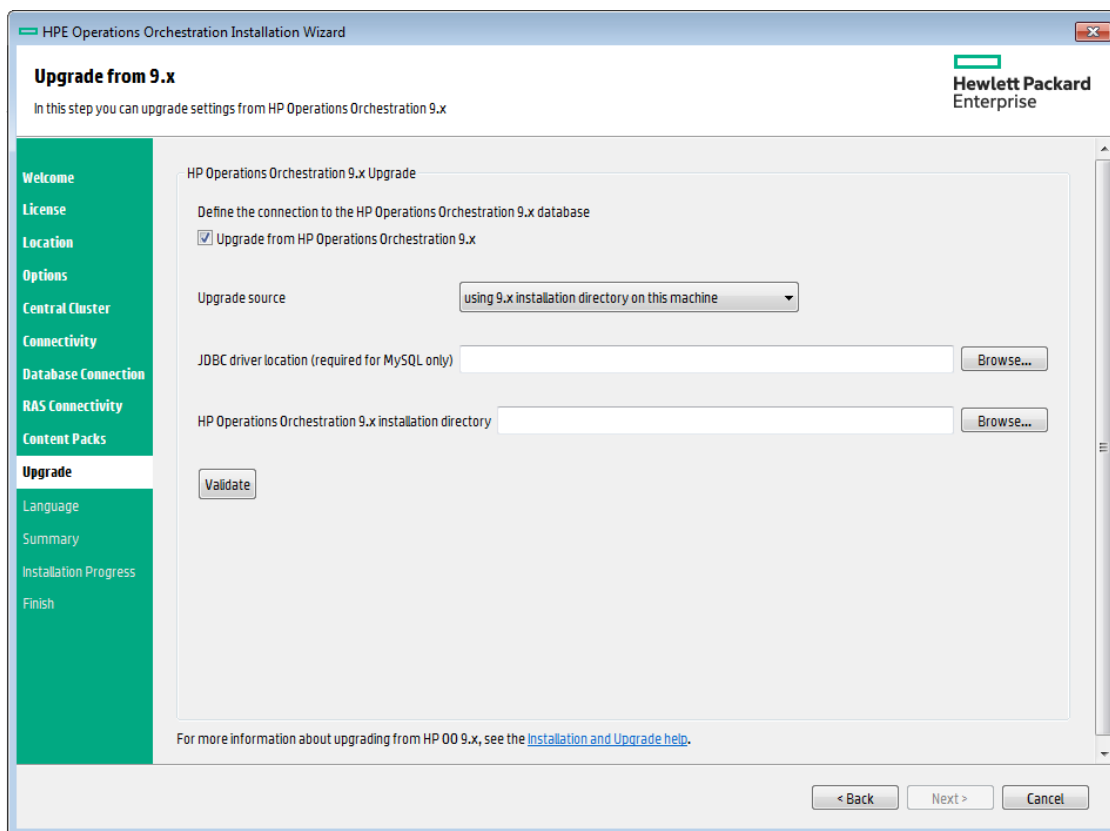 HPE Operations Orchestration Installation Wizard
Upgrade from 9.x
In this step you can upgrade settings from HP Operations Orchestration 9.x
Hewlett Packard
Enterprise
Welcome
License
Location
Options
Central Cluster
Connectivity
Database Connection
RAS Connectivity
Content Packs
Upgrade
Language
Summary
Installation Progress
Finish
HP Operations Orchestration 9.x Upgrade
Define the connection to the HP Operations Orchestration 9.x database
Upgrade from HP Operations Orchestration 9.x
Upgrade source
using 9.x installation directory on this machine
JDBC driver location (required for MySQL only)
Browse...
HP Operations Orchestration 9.x installation directory
Browse...
Validate
For more information about upgrading from HP OO 9.x, see the Installation and Upgrade help.
< Back
Next >
Cancel